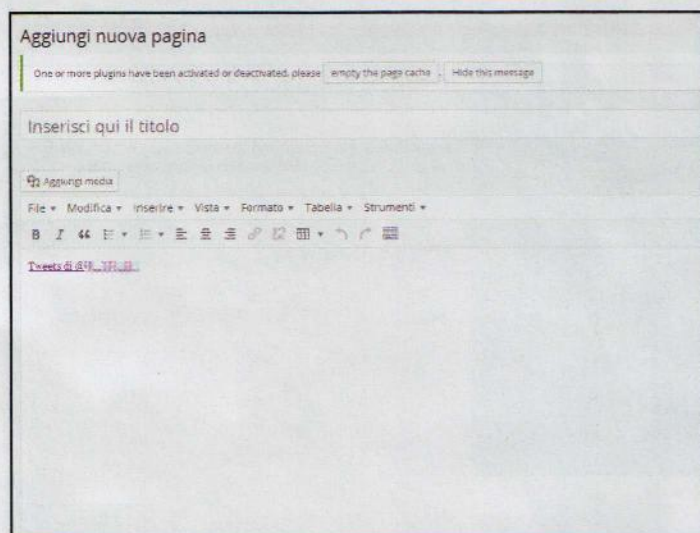 Aggiungi nuova pagina
One or more plugins have been activated or deactivated, please empty the page cache . Hide this message
Inserisci qui il titolo
Aggiungi media
File Modifica Inserire Vista Formato Tabella Strumenti
B I
Tweets di